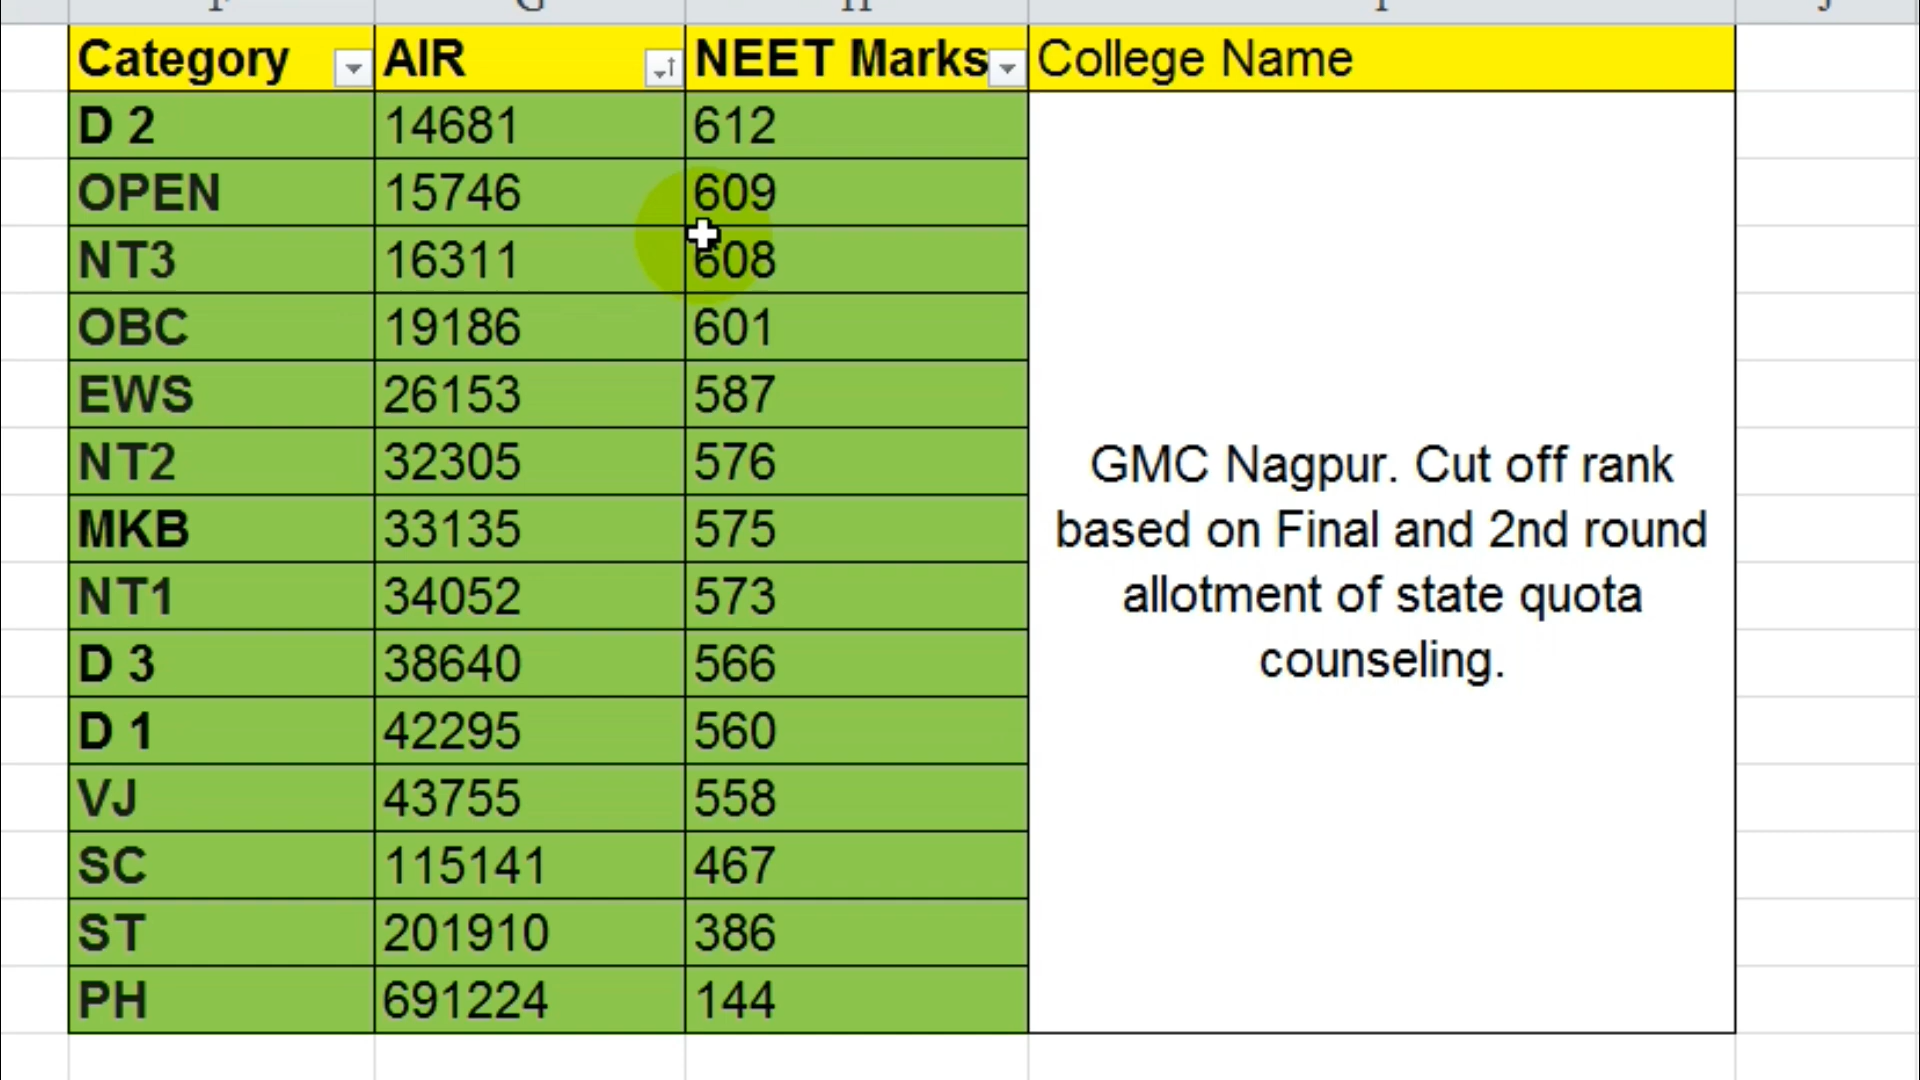 F G H I J
Category AIR NEET Marks College Name
D 2 14681 612
OPEN 15746 609
NT3 16311 608
OBC 19186 601
EWS 26153 587
NT2 32305 576
MKB 33135 575
NT1 34052 573
D 3 38640 566
D 1 42295 560
VJ 43755 558
SC 115141 467
ST 201910 386
PH 691224 144
GMC Nagpur. Cut off rank
based on Final and 2nd round
allotment of state quota
counseling.